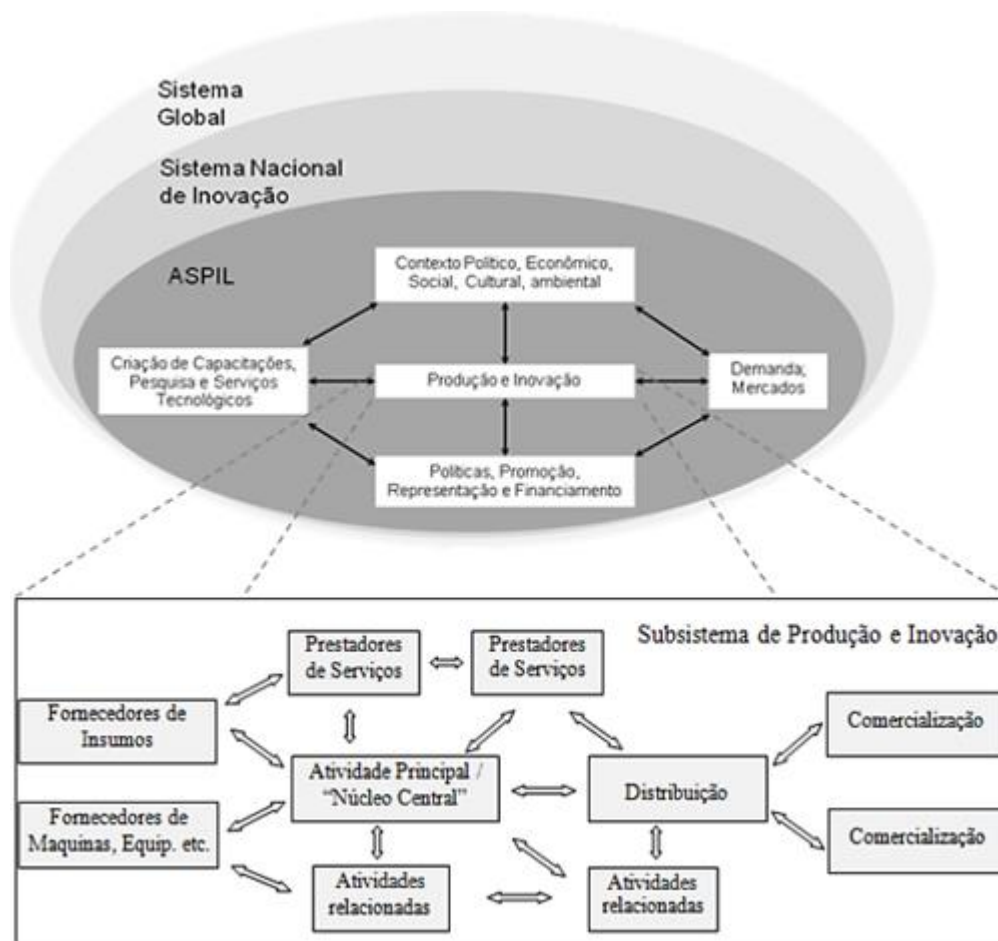 Sistema
Global
Sistema Nacional
de Inovação
ASPIL
Contexto Político, Econômico,
Social, Cultural, ambiental
Criação de Capacitações,
Pesquisa e Serviços
Tecnológicos
Produção e Inovação
Demanda;
Mercados
Políticas, Promoção,
Representação e Financiamento
Subsistema de Produção e Inovação
Prestadores
de Serviços
Prestadores
de Serviços
Fornecedores de
Insumos
Comercialização
Atividade Principal /
“Núcleo Central”
Distribuição
Fornecedores de
Maquinas, Equip. etc.
Comercialização
Atividades
relacionadas
Atividades
relacionadas